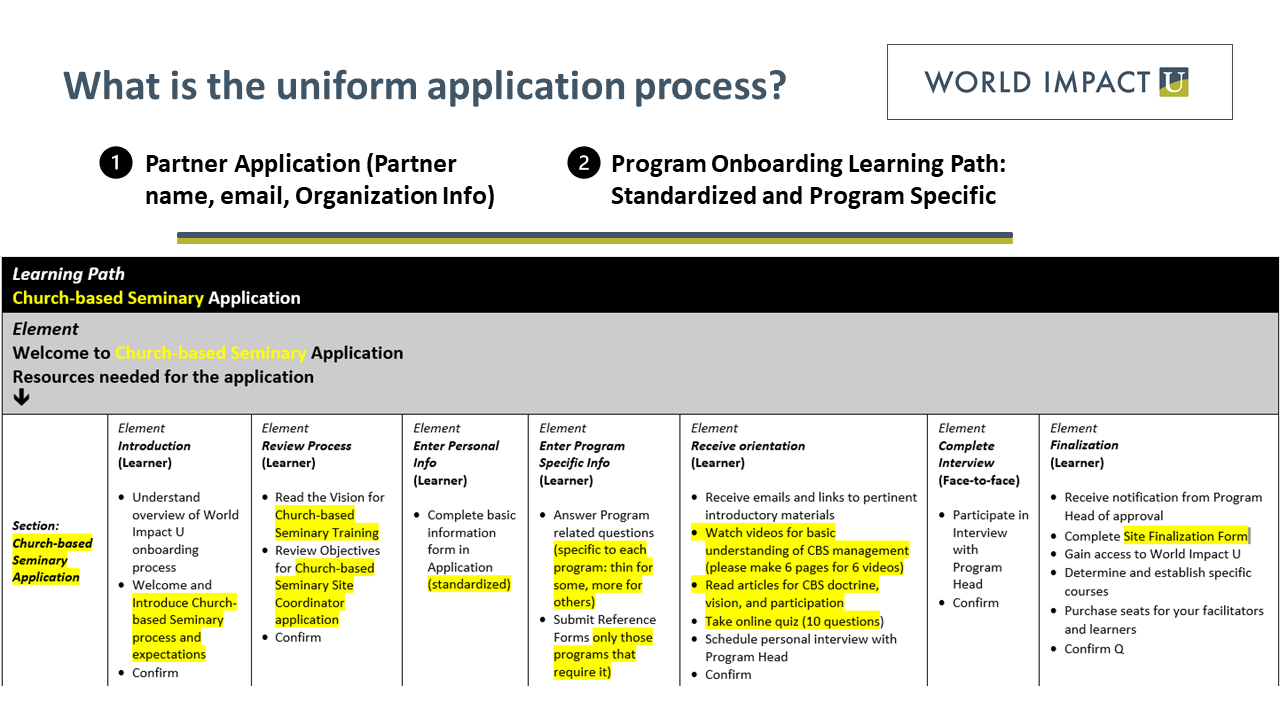 What is the uniform application process?
WORLD IMPACT U
1 Partner Application (Partner
name, email, Organization Info)
2 Program Onboarding Learning Path:
Standardized and Program Specific
Learning Path
Church-based Seminary Application
Element
Welcome to Church-based Seminary Application
Resources needed for the application
Section:
Church-based
Seminary
Application
Element
Introduction
(Learner)
• Understand
overview of World
Impact U
onboarding
process
• Welcome and
Introduce Church-
based Seminary
process and
expectations
• Confirm
Element
Review Process
(Learner)
• Read the Vision for
Church-based
Seminary Training
• Review Objectives
for Church-based
Seminary Site
Coordinator
application
• Confirm
Element
Enter Personal
Info
(Learner)
• Complete basic
information
form in
Application
(standardized)
Element
Enter Program
Specific Info
(Learner)
• Answer Program
related questions
(specific to each
program: thin for
some, more for
others)
• Submit Reference
Forms only those
programs that
require it)
Element
Receive orientation
(Learner)
• Receive emails and links to pertinent
introductory materials
• Watch videos for basic
understanding of CBS management
(please make 6 pages for 6 videos)
• Read articles for CBS doctrine,
vision, and participation
• Take online quiz (10 questions)
• Schedule personal interview with
Program Head
• Confirm
Element
Complete
Interview
(Face-to-face)
• Participate in
Interview
with
Program
Head
• Confirm
Element
Finalization
(Learner)
• Receive notification from Program
Head of approval
• Complete Site Finalization Form
• Gain access to World Impact U
• Determine and establish specific
courses
• Purchase seats for your facilitators
and learners
• Confirm Q